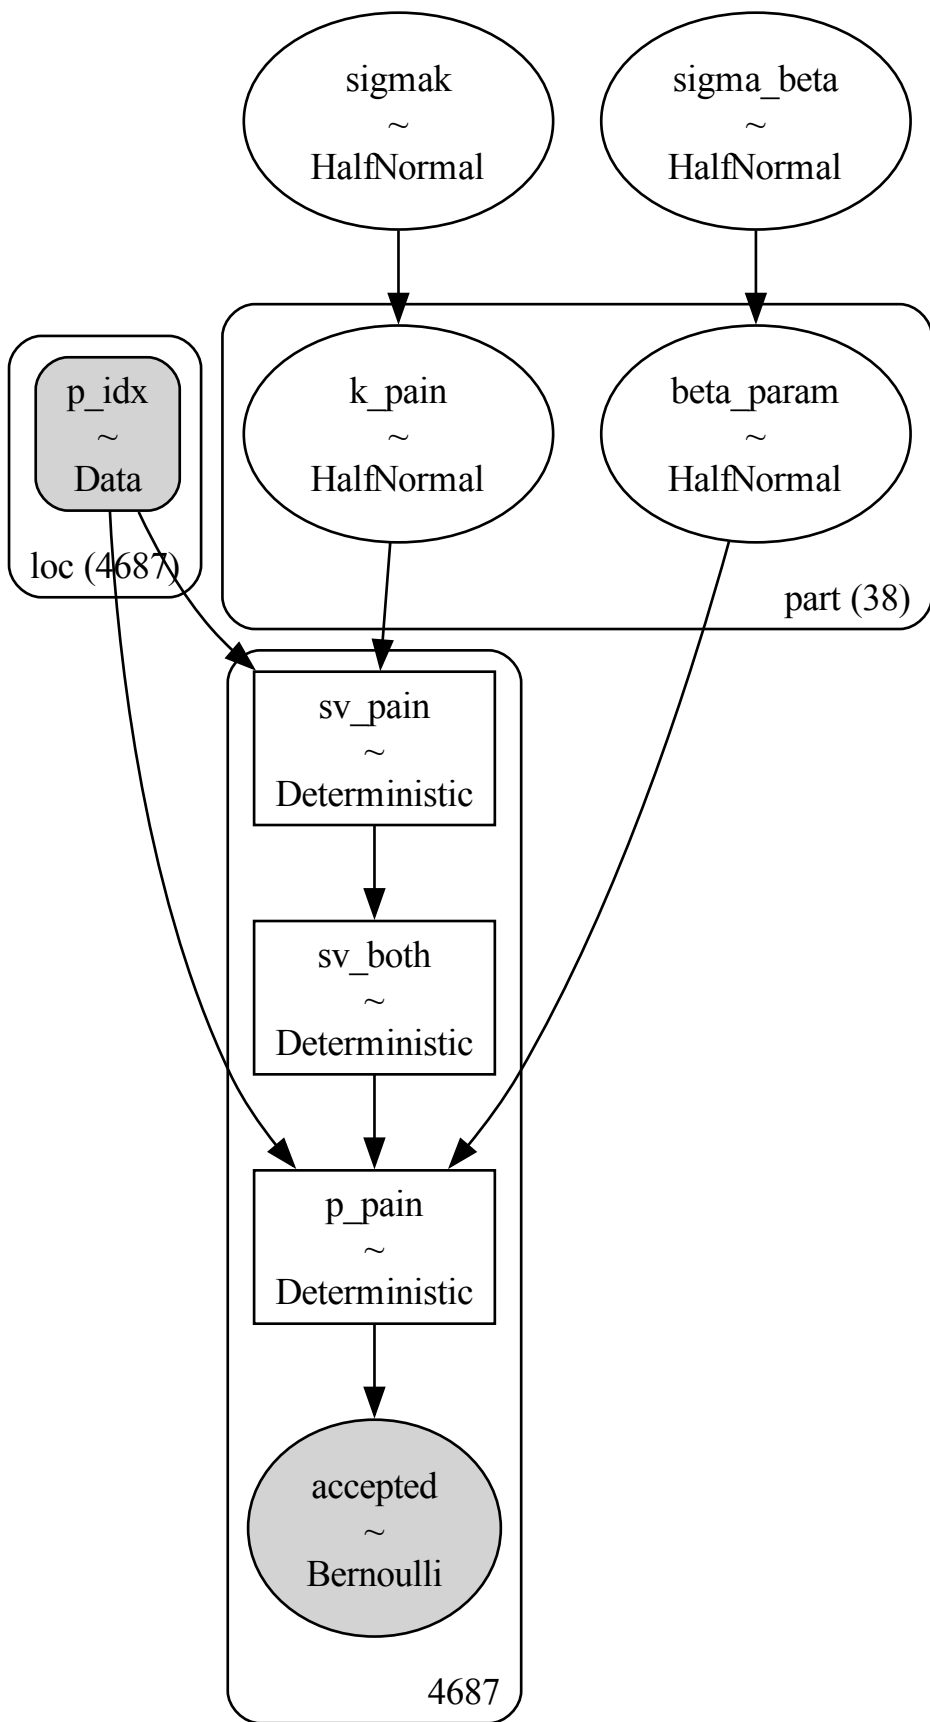 sigmak
~
HalfNormal
sigma_beta
~
HalfNormal
p_idx
~
Data
loc (4687)
k_pain
~
HalfNormal
beta_param
~
HalfNormal
part (38)
sv_pain
~
Deterministic
sv_both
~
Deterministic
p_pain
~
Deterministic
accepted
~
Bernoulli
4687